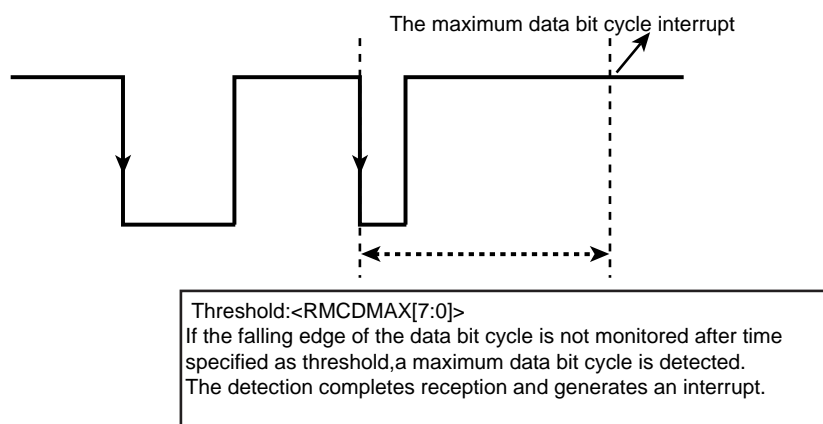 The maximum data bit cycle interrupt
Threshold:<RMCDMAX[7:0]>
If the falling edge of the data bit cycle is not monitored after time
specified as threshold,a maximum data bit cycle is detected.
The detection completes reception and generates an interrupt.